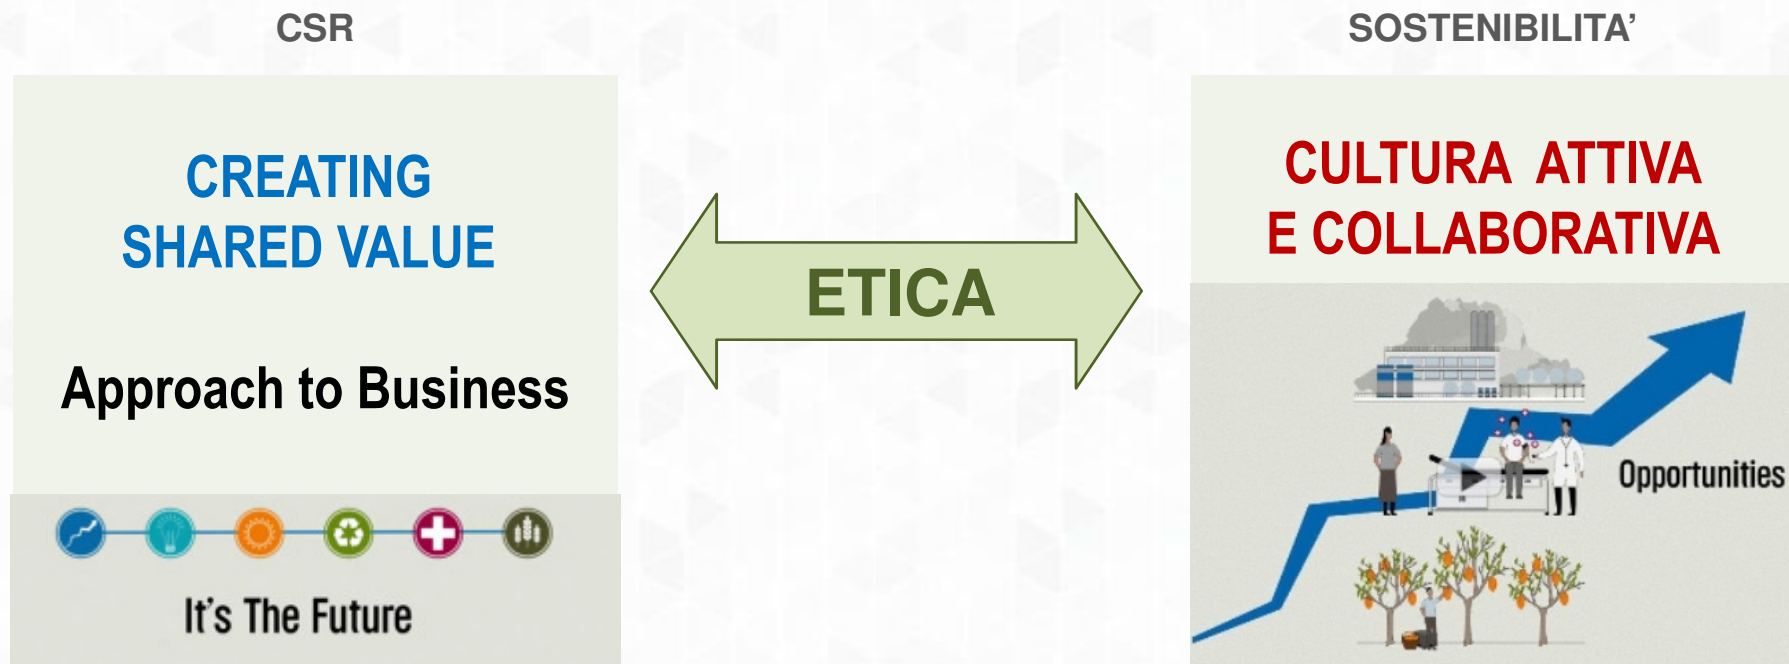 CSR
SOSTENIBILITA’
CREATING
SHARED VALUE
Approach to Business
It's The Future
ETICA
CULTURA ATTIVA
E COLLABORATIVA
Opportunities